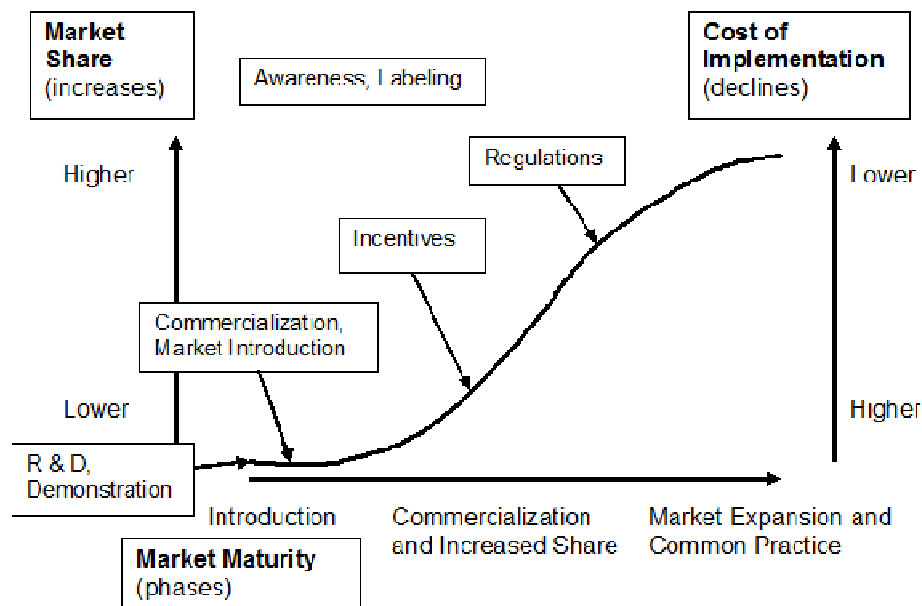 Market
Share
(increases)
Awareness, Labeling
Cost of
Implementation
(declines)
Higher
Regulations
Lower
Incentives
Commercialization,
Market Introduction
Lower
Higher
R & D,
Demonstration
Introduction
Commercialization
and Increased Share
Market Expansion and
Common Practice
Market Maturity
(phases)